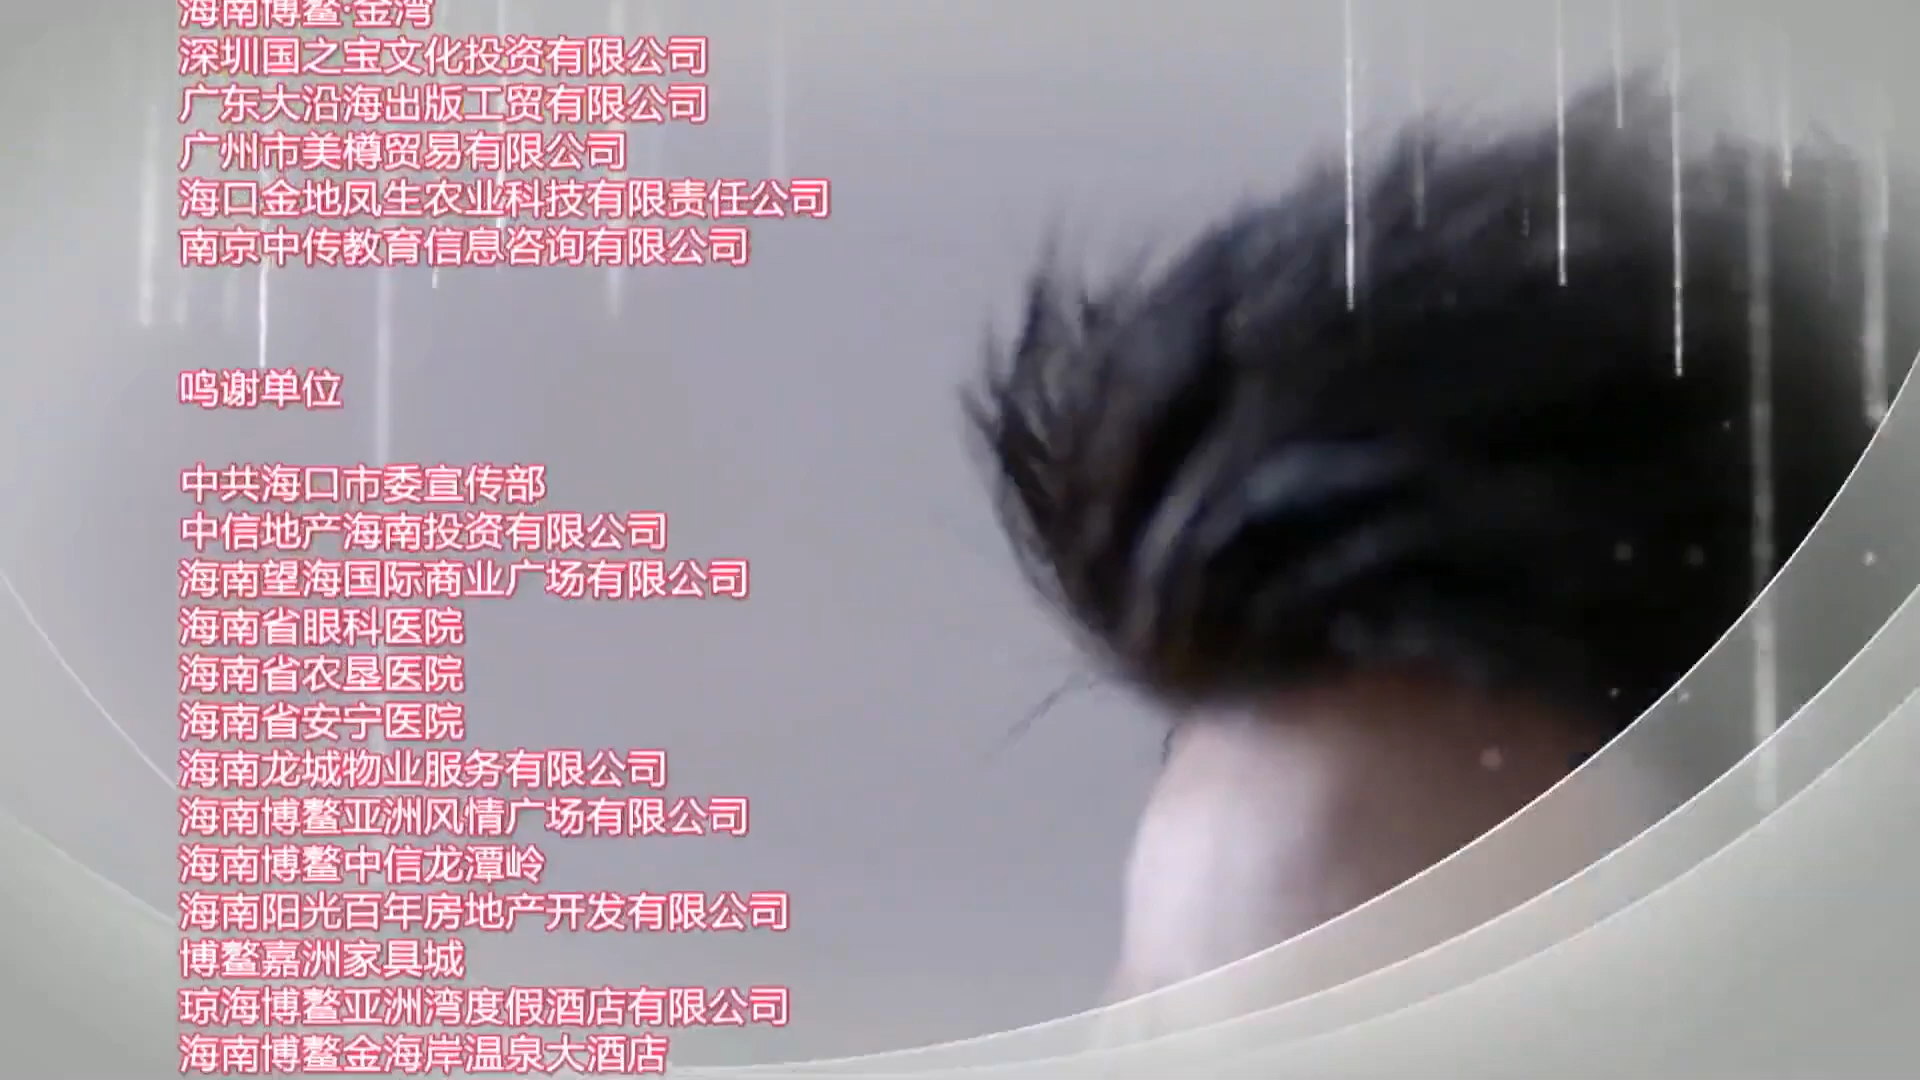 海南博鳌·金湾
深圳国之宝文化投资有限公司
广东大沿海出版工贸有限公司
广州市美樽贸易有限公司
海口金地凤生农业科技有限责任公司
南京中传教育信息咨询有限公司
鸣谢单位
中共海口市委宣传部
中信地产海南投资有限公司
海南望海国际商业广场有限公司
海南省眼科医院
海南省农垦医院
海南省安宁医院
海南龙城物业服务有限公司
海南博鳌亚洲风情广场有限公司
海南博鳌中信龙潭岭
海南阳光百年房地产开发有限公司
博鳌嘉洲家具城
琼海博鳌亚洲湾度假酒店有限公司
海南博鳌金海岸温泉大酒店